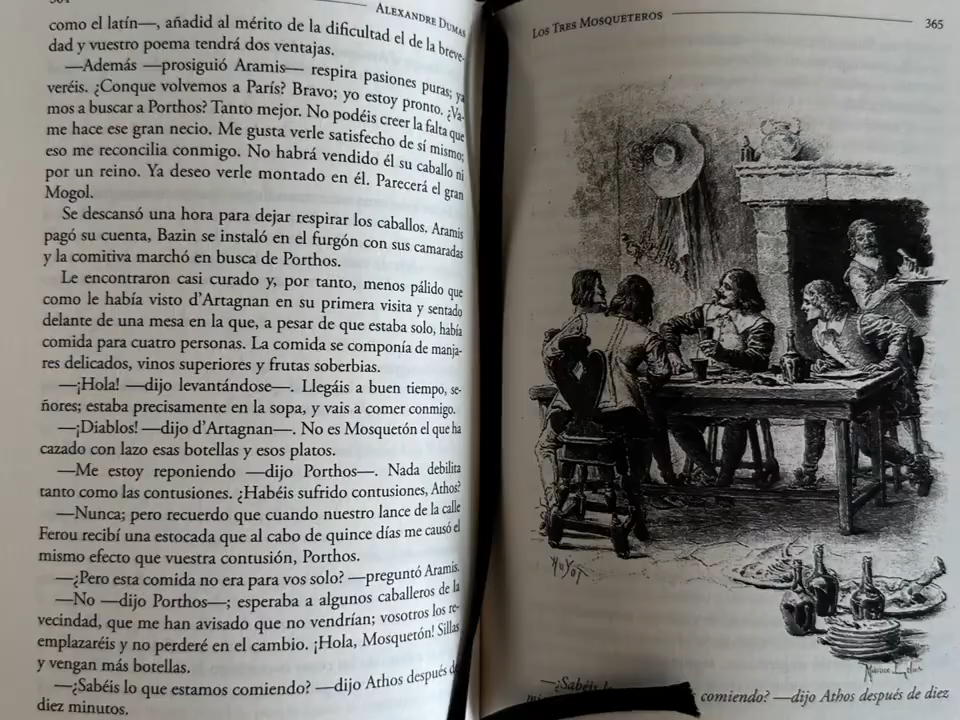 ALEXANDRE DUMAS
como el latín—, añadid al mérito de la dificultad el de la breve-
dad y vuestro poema tendrá dos ventajas.
—Además —prosiguió Aramis— respira pasiones puras; ya
veréis. ¿Conque volvemos a París? Bravo; yo estoy pronto. ¿Va-
mos a buscar a Porthos? Tanto mejor. No podéis creer la falta que
me hace ese gran necio. Me gusta verle satisfecho de sí mismo;
eso me reconcilia conmigo. No habrá vendido él su caballo ni
por un reino. Ya deseo verle montado en él. Parecerá el gran
Mogol.
Se descansó una hora para dejar respirar los caballos. Aramis
pagó su cuenta, Bazin se instaló en el furgón con sus camaradas
y la comitiva marchó en busca de Porthos.
Le encontraron casi curado y, por tanto, menos pálido que
como le había visto d'Artagnan en su primera visita y sentado
delante de una mesa en la que, a pesar de que estaba solo, había
comida para cuatro personas. La comida se componía de manja-
res delicados, vinos superiores y frutas soberbias.
—¡Hola! —dijo levantándose—. Llegáis a buen tiempo, se-
ñores; estaba precisamente en la sopa, y vais a comer conmigo.
—¡Diablos! —dijo d'Artagnan—. No es Mosquetón el que ha
cazado con lazo esas botellas y esos platos.
—Me estoy reponiendo —dijo Porthos—. Nada debilita
tanto como las contusiones. ¿Habéis sufrido contusiones, Athos?
—Nunca; pero recuerdo que cuando nuestro lance de la calle
Ferou recibí una estocada que al cabo de quince días me causó el
mismo efecto que vuestra contusión, Porthos.
—¿Pero esta comida no era para vos solo? —preguntó Aramis.
—No —dijo Porthos—; esperaba a algunos caballeros de la
vecindad, que me han avisado que no vendrían; vosotros los re-
emplazaréis y no perderé en el cambio. ¡Hola, Mosquetón! Sillas
y vengan más botellas.
—¿Sabéis lo que estamos comiendo? —dijo Athos después de
diez minutos.
LOS TRES MOSQUETEROS 365
HUYOT
—¿Sabéis comiendo? —dijo Athos después de diez